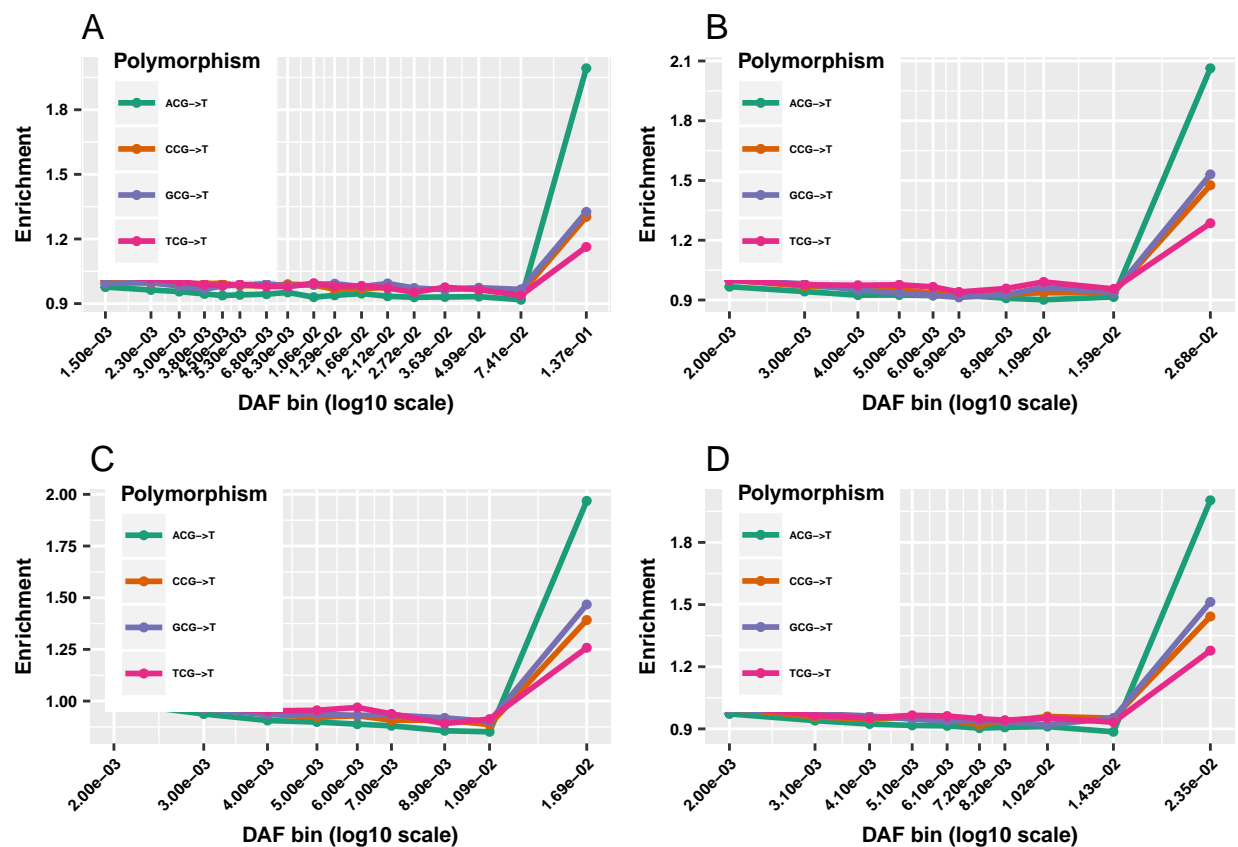 A
Polymorphism
ACG−>T
CCG−>T
GCG−>T
TCG−>T
Enrichment
1.8
1.5
1.2
0.9
1.50e−03
2.30e−03
3.00e−03
3.80e−03
4.50e−03
5.30e−03
6.80e−03
8.30e−03
1.06e−02
1.29e−02
1.66e−02
2.12e−02
2.72e−02
3.63e−02
4.99e−02
7.41e−02
1.37e−01
DAF bin (log10 scale)
B
Polymorphism
ACG−>T
CCG−>T
GCG−>T
TCG−>T
Enrichment
2.1
1.8
1.5
1.2
0.9
2.00e−03
3.00e−03
4.00e−03
5.00e−03
6.00e−03
6.90e−03
8.90e−03
1.09e−02
1.59e−02
2.68e−02
DAF bin (log10 scale)
C
Polymorphism
ACG−>T
CCG−>T
GCG−>T
TCG−>T
Enrichment
2.00
1.75
1.50
1.25
1.00
2.00e−03
3.00e−03
4.00e−03
5.00e−03
6.00e−03
7.00e−03
8.90e−03
1.09e−02
1.69e−02
DAF bin (log10 scale)
D
Polymorphism
ACG−>T
CCG−>T
GCG−>T
TCG−>T
Enrichment
1.8
1.5
1.2
0.9
2.00e−03
3.10e−03
4.10e−03
5.10e−03
6.10e−03
7.20e−03
8.20e−03
1.02e−02
1.43e−02
2.35e−02
DAF bin (log10 scale)